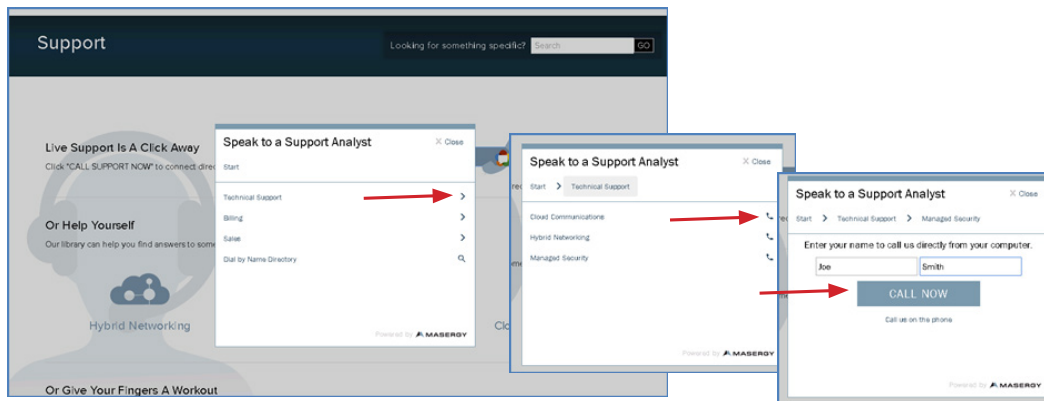 Support
Looking for something specific? Search GO
Live Support Is A Click Away
Click "CALL SUPPORT NOW" to connect dire
Or Help Yourself
Our library can help you find answers to some
Hybrid Networking
Clo
Or Give Your Fingers A Workout
Speak to a Support Analyst
X Close
Start
Technical Support
Billing
Sales
Dial by Name Directory
Powered by MASERGY
Speak to a Support Analyst
X Close
Start > Technical Support
Cloud Communications
Hybrid Networking
Managed Security
Powered by MASERGY
Speak to a Support Analyst
X Close
Start > Technical Support > Managed Security
Enter your name to call us directly from your computer.
Joe Smith
CALL NOW
Call us on the phone
Powered by MASERGY